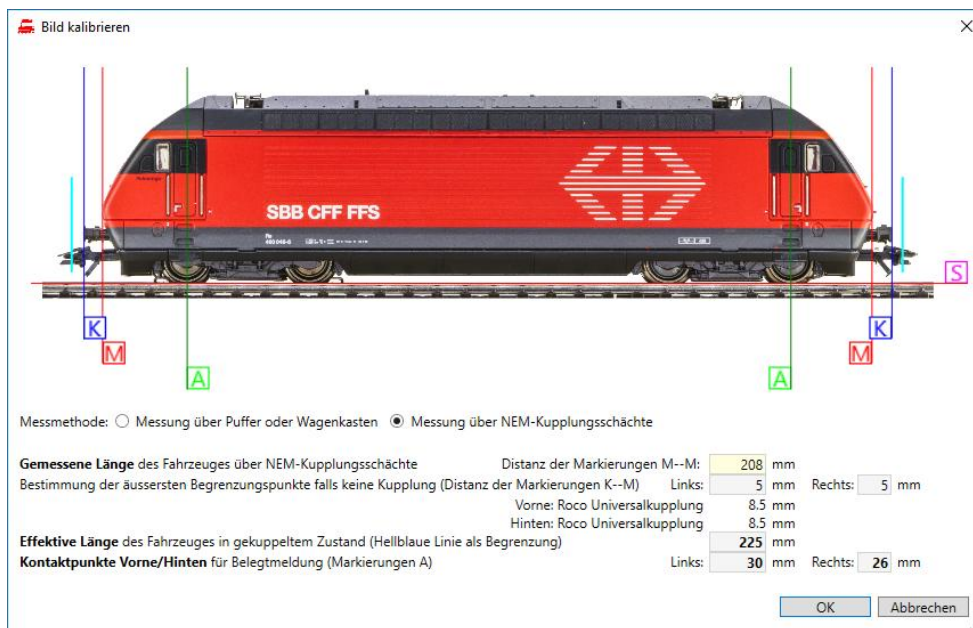 Bild kalibrieren
SBB CFF FFS
S
K K
M M
A A
Messmethode: Messung über Puffer oder Wagenkasten Messung über NEM-Kupplungsschächte
Gemessene Länge des Fahrzeuges über NEM-Kupplungsschächte Distanz der Markierungen M--M: 208 mm
Bestimmung der äussersten Begrenzungspunkte falls keine Kupplung (Distanz der Markierungen K--M) Links: 5 mm Rechts: 5 mm
Vorne: Roco Universalkupplung 8.5 mm
Hinten: Roco Universalkupplung 8.5 mm
Effektive Länge des Fahrzeuges in gekuppeltem Zustand (Hellblaue Linie als Begrenzung) 225 mm
Kontaktpunkte Vorne/Hinten für Belegtmeldung (Markierungen A) Links: 30 mm Rechts: 26 mm
OK Abbrechen